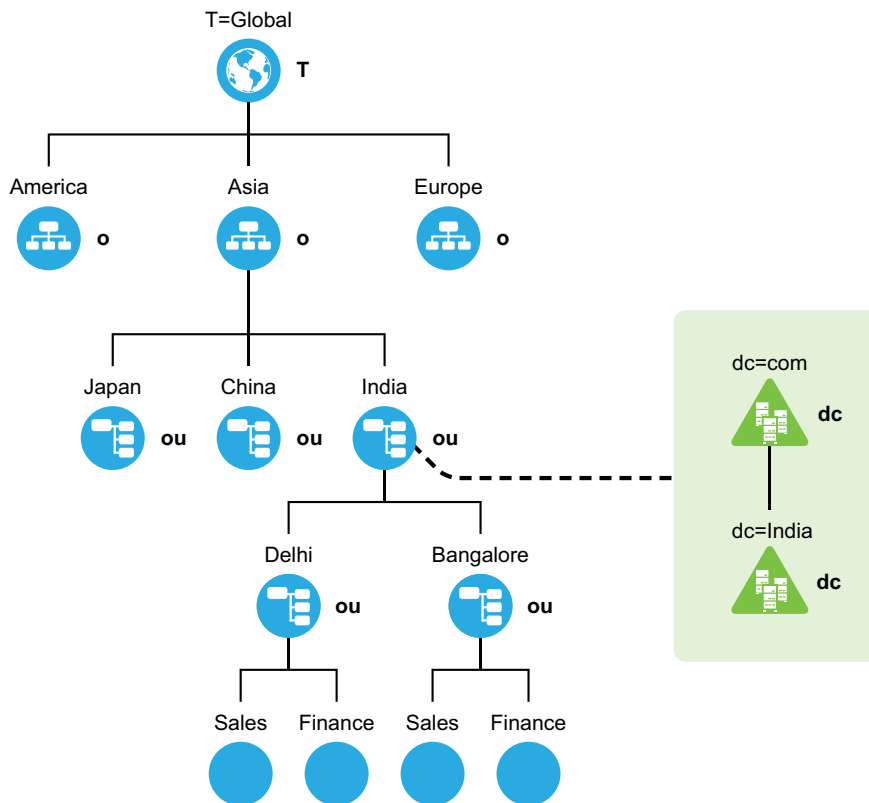 T=Global
T
America
Asia
Europe
o
o
o
Japan
China
India
ou
ou
ou
dc=com
dc
dc=India
dc
Delhi
Bangalore
ou
ou
Sales
Finance
Sales
Finance